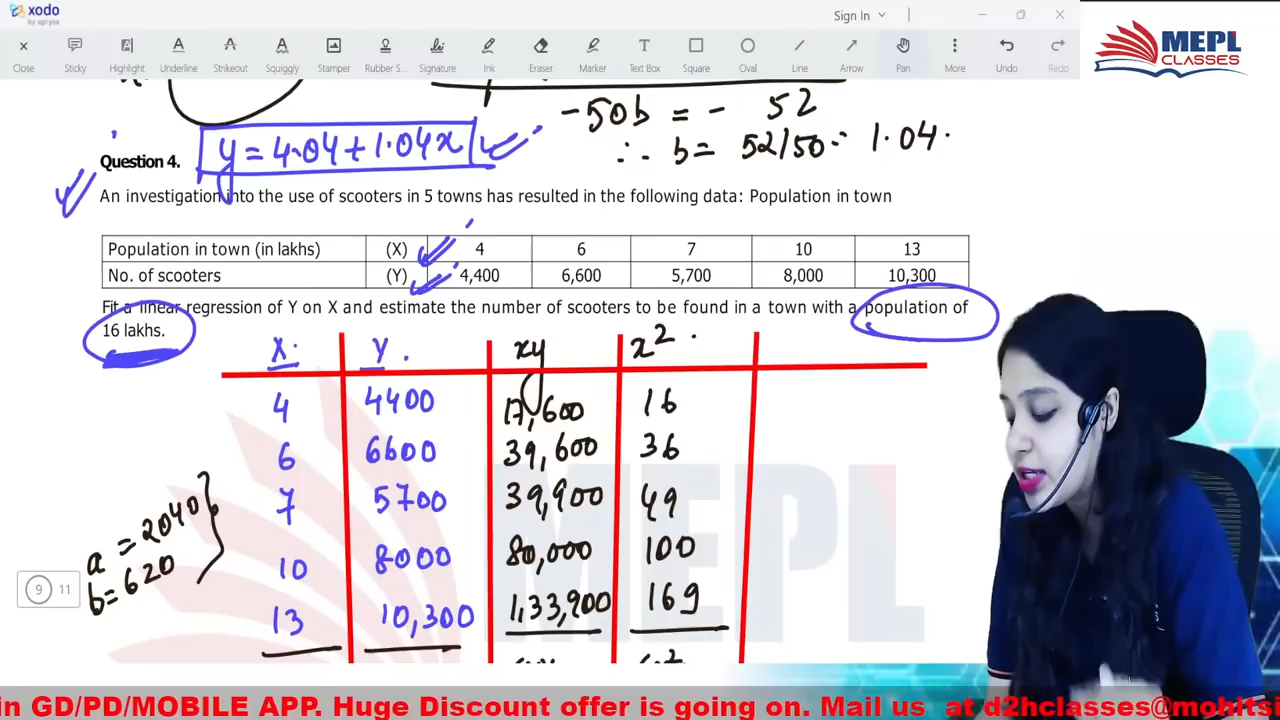 xodo
by apryse
Sign In
Close
Sticky
Highlight
Underline
Strikeout
Squiggly
Stamper
Rubber S
Signature
Ink
Eraser
Marker
Text Box
Square
Oval
Line
Arrow
Pan
More
Undo
Redo
MEPL
CLASSES
-50b = - 52
∴ b = 52/50 = 1.04.
y = 4.04 + 1.04x
Question 4.
An investigation into the use of scooters in 5 towns has resulted in the following data: Population in town
Population in town (in lakhs) (X) 4 6 7 10 13
No. of scooters (Y) 4,400 6,600 5,700 8,000 10,300
Fit a linear regression of Y on X and estimate the number of scooters to be found in a town with a population of
16 lakhs.
X. Y. xy x² .
4 4400 17,600 16
6 6600 39,600 36
7 5700 39,900 49
10 8000 80,000 100
13 10,300 1,33,900 169
a = 2040
b = 620
9 11
MEPL
in GD/PD/MOBILE APP. Huge Discount offer is going on. Mail us at d2hclasses@mohits